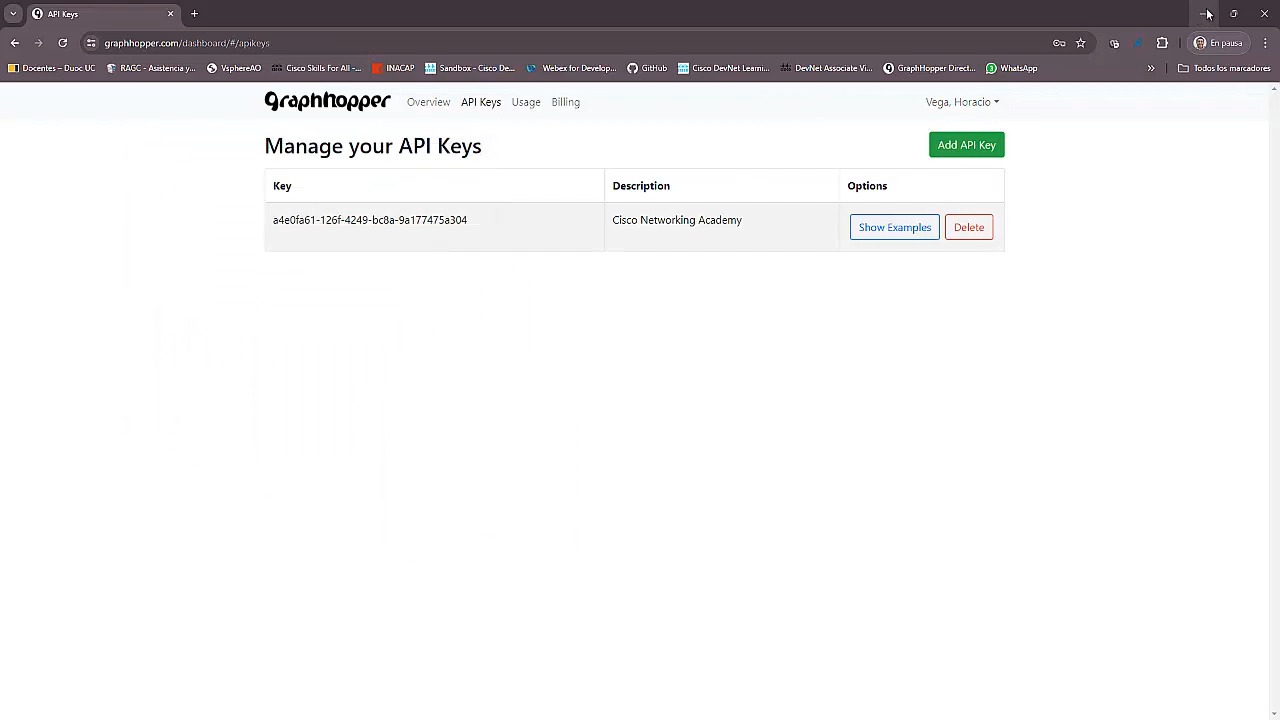 API Keys
graphhopper.com/dashboard/#/apikeys
En pausa
Docentes – Duoc UC
RAGC - Asistencia y...
VsphereAO
Cisco Skills For All -...
INACAP
Sandbox - Cisco De...
Webex for Develop...
GitHub
Cisco DevNet Learni...
Net Associate Vi...
GraphHopper Direct...
WhatsApp
Todos los marcadores
graphhopper
Overview
API Keys
Usage
Billing
Vega, Horacio
Manage your API Keys
Add API Key
Key
Description
Options
a4e0fa61-126f-4249-bc8a-9a177475a304
Cisco Networking Academy
Show Examples
Delete